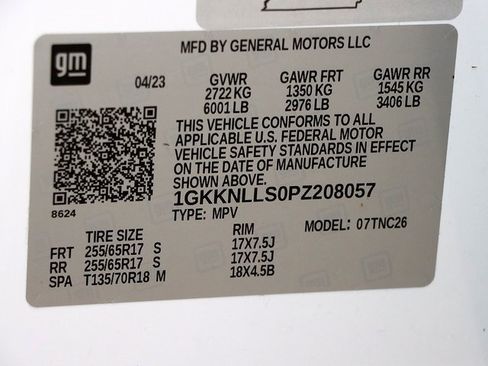 gm
MFD BY GENERAL MOTORS LLC
04/23 GVWR GAWR FRT GAWR RR
2722 KG 1350 KG 1545 KG
6001 LB 2976 LB 3406 LB
THIS VEHICLE CONFORMS TO ALL
APPLICABLE U.S. FEDERAL MOTOR
VEHICLE SAFETY STANDARDS IN EFFECT
ON THE DATE OF MANUFACTURE
SHOWN ABOVE.
1GKKNLLS0PZ208057
8624
TYPE: MPV MODEL: 07TNC26
TIRE SIZE RIM
FRT 255/65R17 S 17X7.5J
RR 255/65R17 S 17X7.5J
SPA T135/70R18 M 18X4.5B